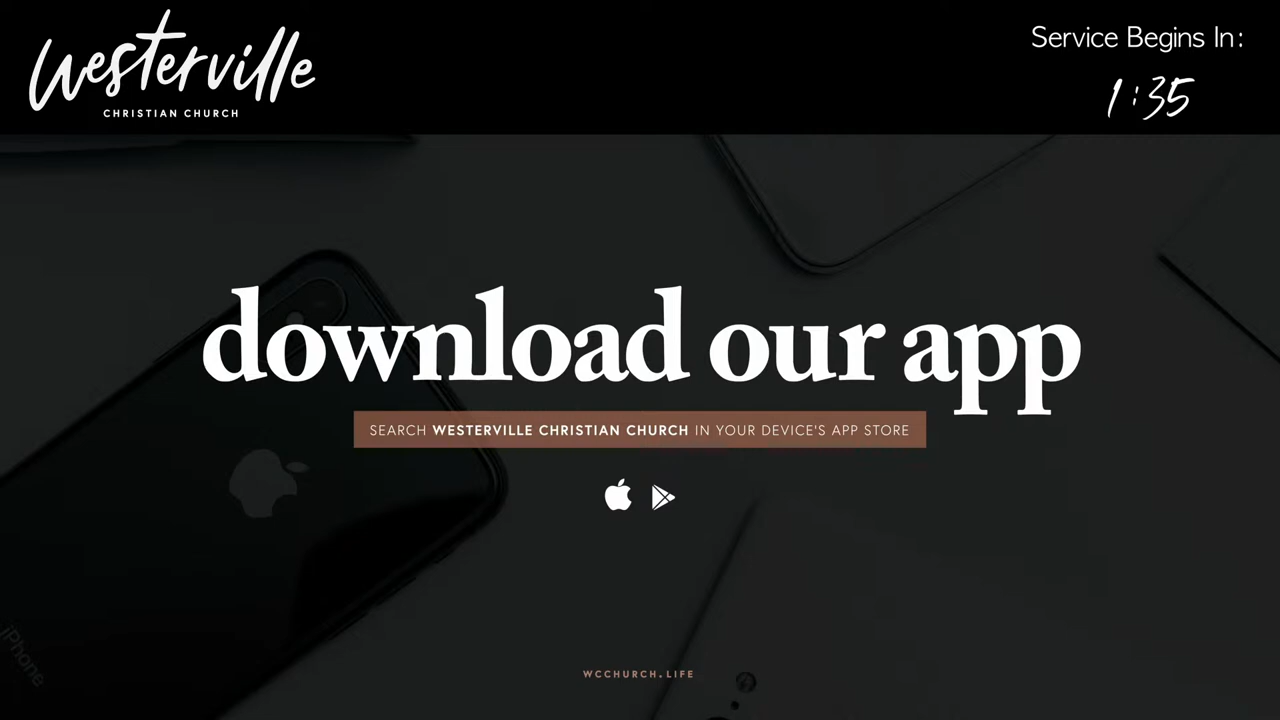 Westerville
CHRISTIAN CHURCH
Service Begins In:
1:35
download our app
SEARCH WESTERVILLE CHRISTIAN CHURCH IN YOUR DEVICE'S APP STORE
iPhone
WCCHURCH.LIFE